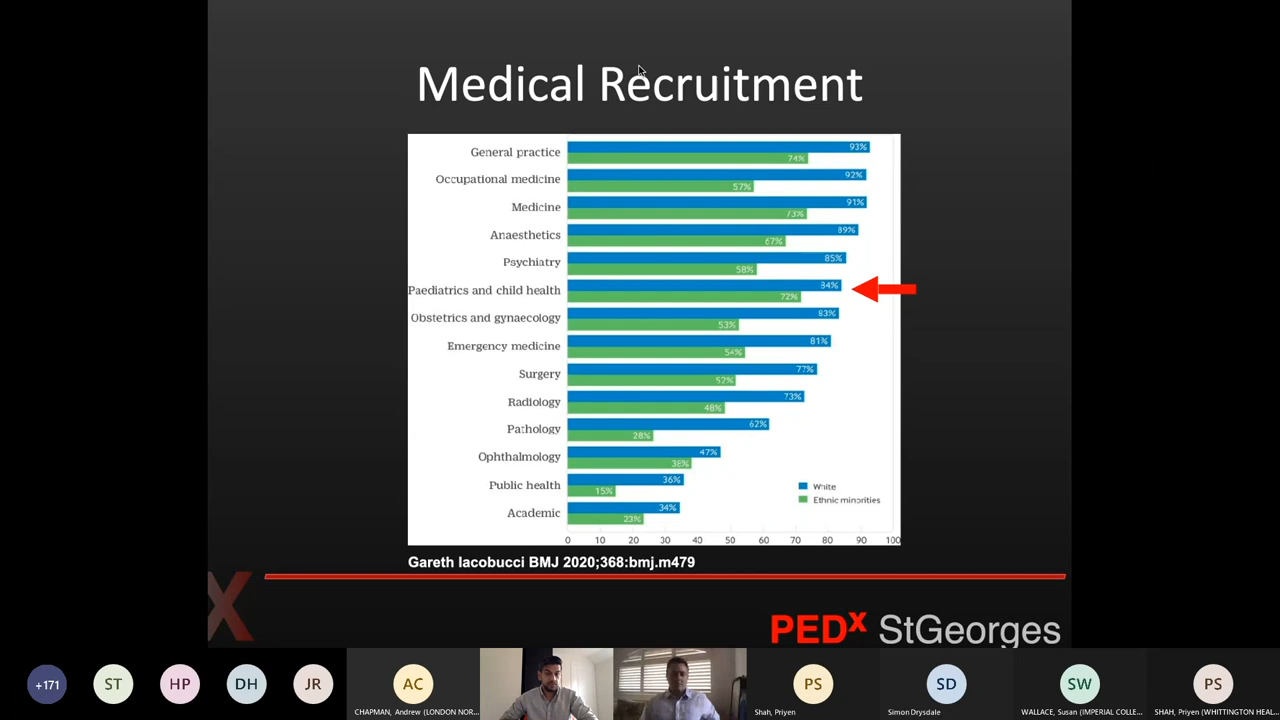 Medical Recruitment
General practice 93% 74%
Occupational medicine 92% 57%
Medicine 91% 73%
Anaesthetics 89% 67%
Psychiatry 85% 58%
Paediatrics and child health 84% 72%
Obstetrics and gynaecology 83% 53%
Emergency medicine 81% 54%
Surgery 77% 52%
Radiology 73% 48%
Pathology 62% 28%
Ophthalmology 47% 38%
Public health 36% 15%
Academic 34% 23%
White
Ethnic minorities
0 10 20 30 40 50 60 70 80 90 100
Gareth Iacobucci BMJ 2020;368:bmj.m479
X
PEDx StGeorges
+171 ST HP DH JR AC PS SD SW PS
CHAPMAN, Andrew (LONDON NOR... Shah, Priyen Simon Drysdale WALLACE, Susan (IMPERIAL COLLE... SHAH, Priyen (WHITTINGTON HEAL...